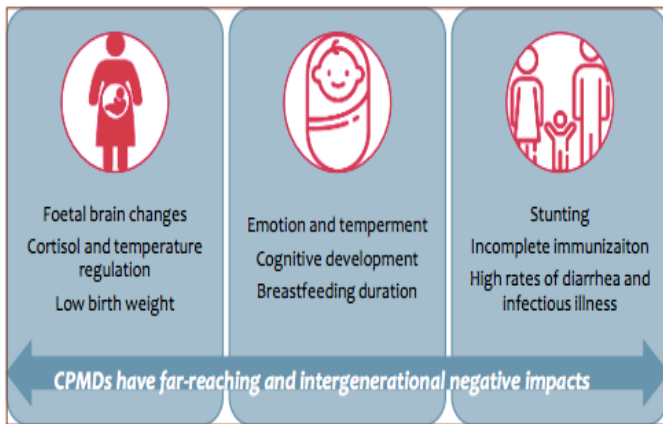 Foetal brain changes
Cortisol and temperature
regulation
Low birth weight
Emotion and temperment
Cognitive development
Breastfeeding duration
Stunting
Incomplete immunizaiton
High rates of diarrhea and
infectious illness
CPMDs have far-reaching and intergenerational negative impacts